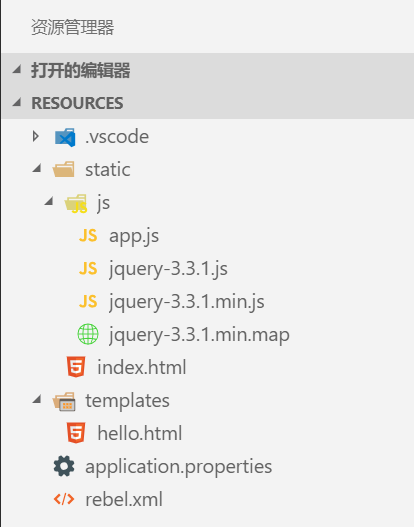 资源管理器
打开的编辑器
RESOURCES
.vscode
static
js
JS app.js
JS jquery-3.3.1.js
JS jquery-3.3.1.min.js
jquery-3.3.1.min.map
5 index.html
templates
5 hello.html
application.properties
rebel.xml